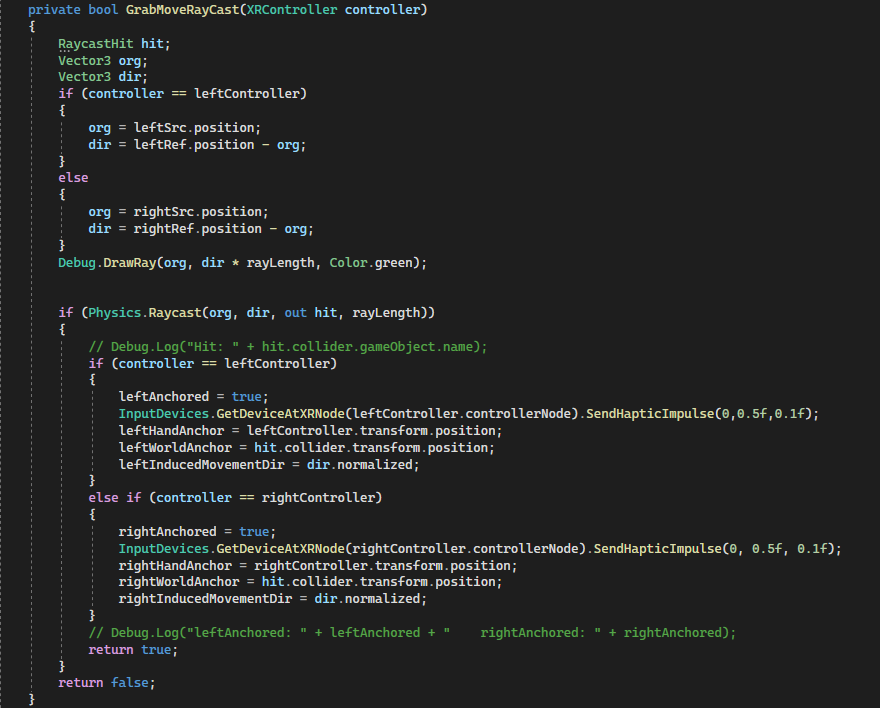 private bool GrabMoveRayCast(XRController controller)
{
    RaycastHit hit;
    Vector3 org;
    Vector3 dir;
    if (controller == leftController)
    {
        org = leftSrc.position;
        dir = leftRef.position - org;
    }
    else
    {
        org = rightSrc.position;
        dir = rightRef.position - org;
    }
    Debug.DrawRay(org, dir * rayLength, Color.green);
    if (Physics.Raycast(org, dir, out hit, rayLength))
    {
        // Debug.Log("Hit: " + hit.collider.gameObject.name);
        if (controller == leftController)
        {
            leftAnchored = true;
            InputDevices.GetDeviceAtXRNode(leftController.controllerNode).SendHapticImpulse(0,0.5f,0.1f);
            leftHandAnchor = leftController.transform.position;
            leftWorldAnchor = hit.collider.transform.position;
            leftInducedMovementDir = dir.normalized;
        }
        else if (controller == rightController)
        {
            rightAnchored = true;
            InputDevices.GetDeviceAtXRNode(rightController.controllerNode).SendHapticImpulse(0, 0.5f, 0.1f);
            rightHandAnchor = rightController.transform.position;
            rightWorldAnchor = hit.collider.transform.position;
            rightInducedMovementDir = dir.normalized;
        }
        // Debug.Log("leftAnchored: " + leftAnchored + "    rightAnchored: " + rightAnchored);
        return true;
    }
    return false;
}